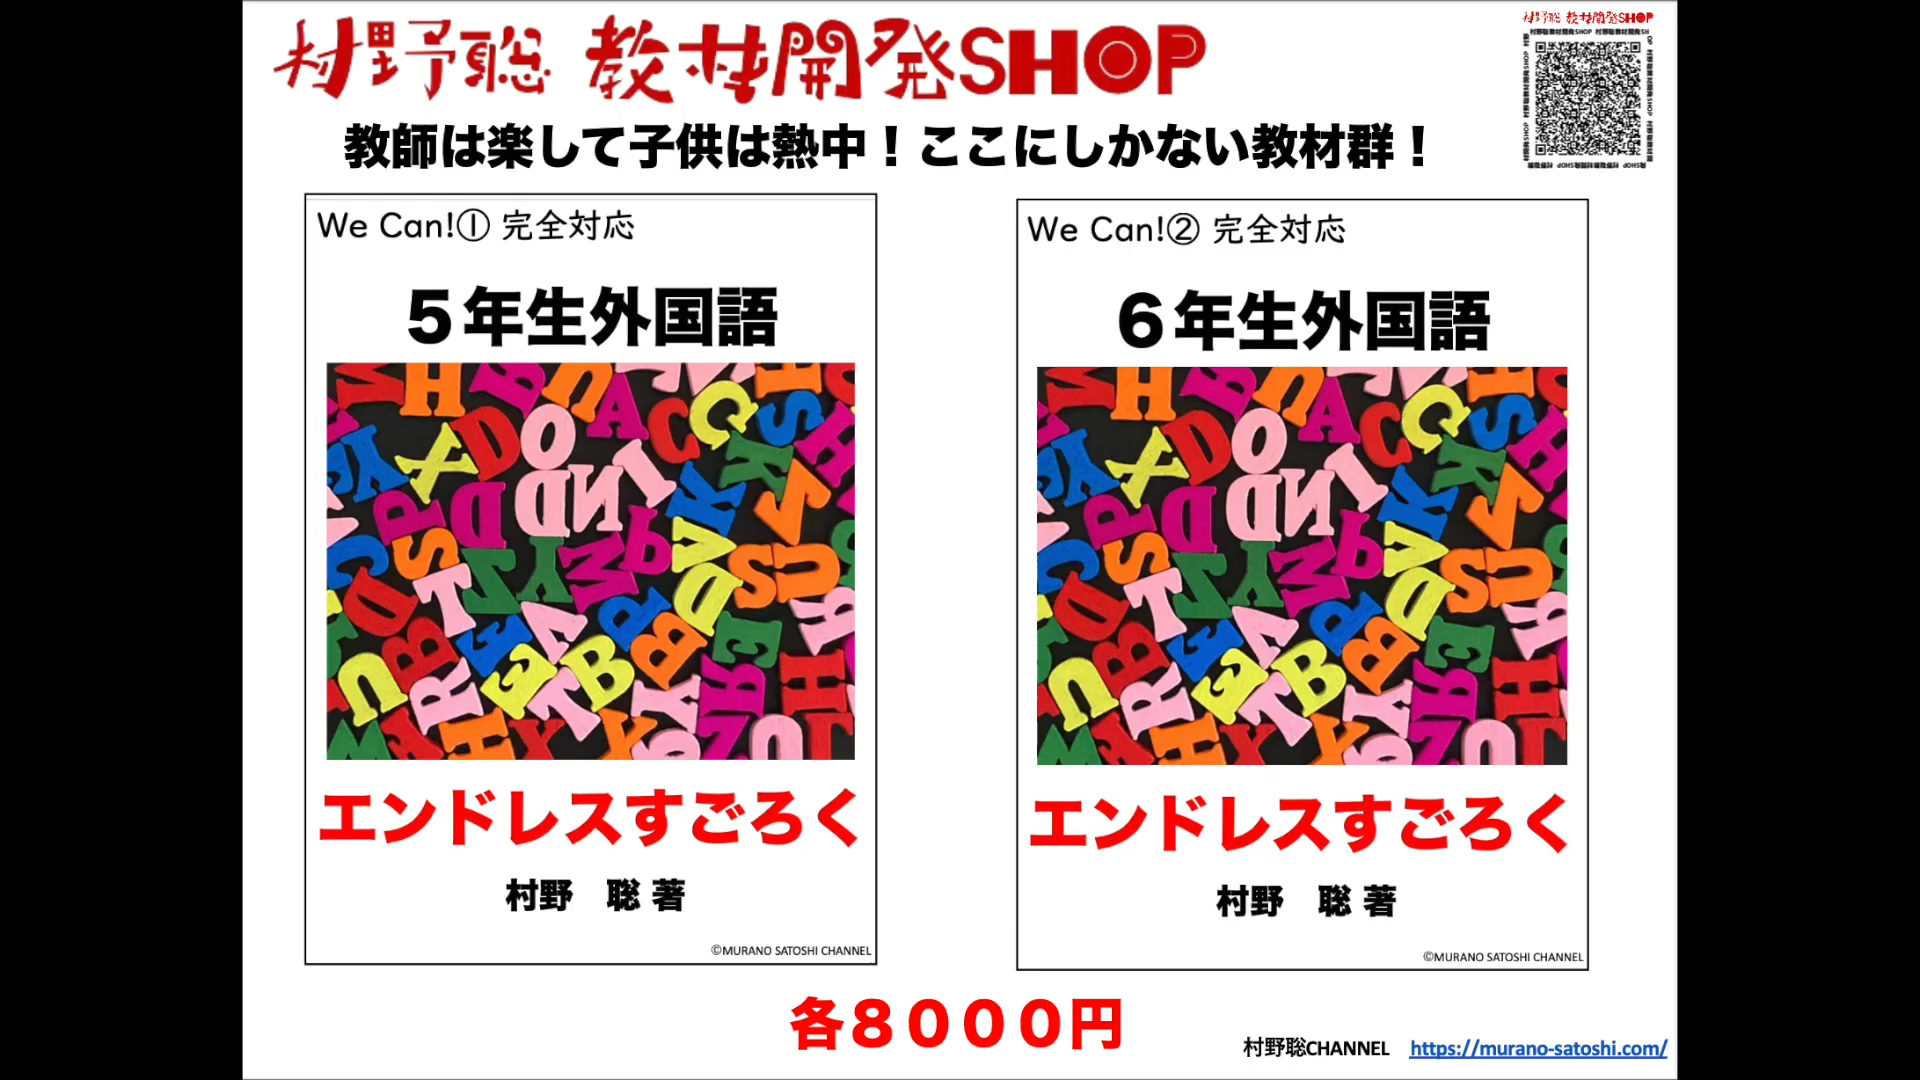 村野聡 教材開発SHOP
村野聡 教材開発SHOP
教師は楽して子供は熱中！ここにしかない教材群！
We Can!① 完全対応
５年生外国語
エンドレスすごろく
村野　聡 著
©MURANO SATOSHI CHANNEL
We Can!② 完全対応
６年生外国語
エンドレスすごろく
村野　聡 著
©MURANO SATOSHI CHANNEL
各８０００円
村野聡CHANNEL https://murano-satoshi.com/